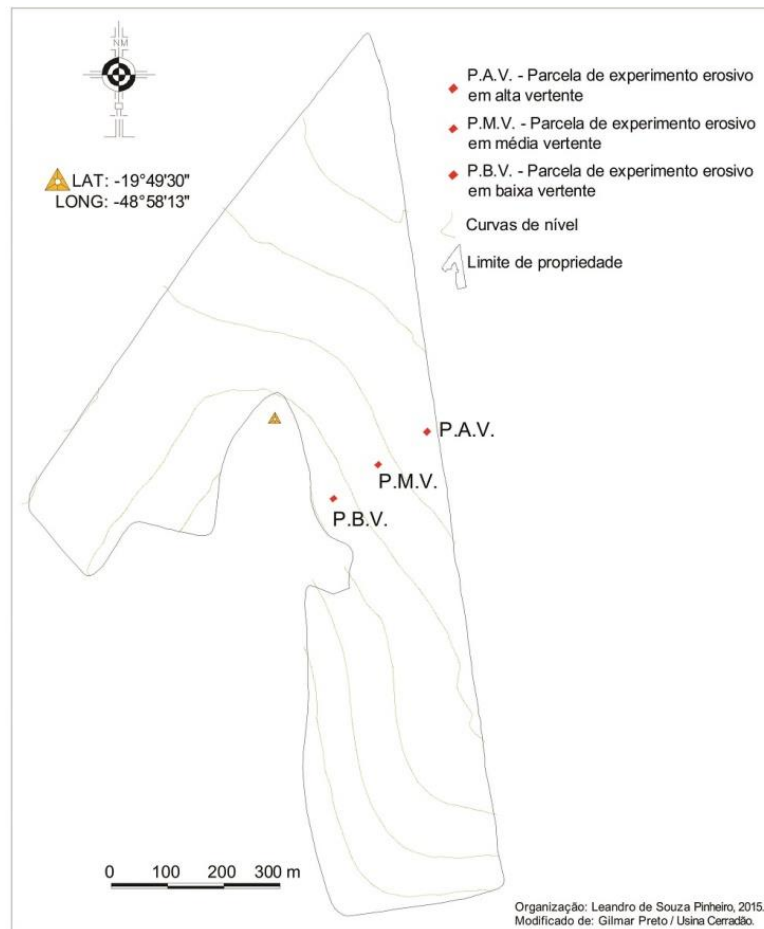 NM
P.A.V. - Parcela de experimento erosivo
em alta vertente
P.M.V. - Parcela de experimento erosivo
em média vertente
P.B.V. - Parcela de experimento erosivo
em baixa vertente
LAT: -19°49'30"
LONG: -48°58'13"
Curvas de nível
Limite de propriedade
P.A.V.
P.M.V.
P.B.V.
0 100 200 300 m
Organização: Leandro de Souza Pinheiro, 2015.
Modificado de: Gilmar Preto / Usina Cerradão.